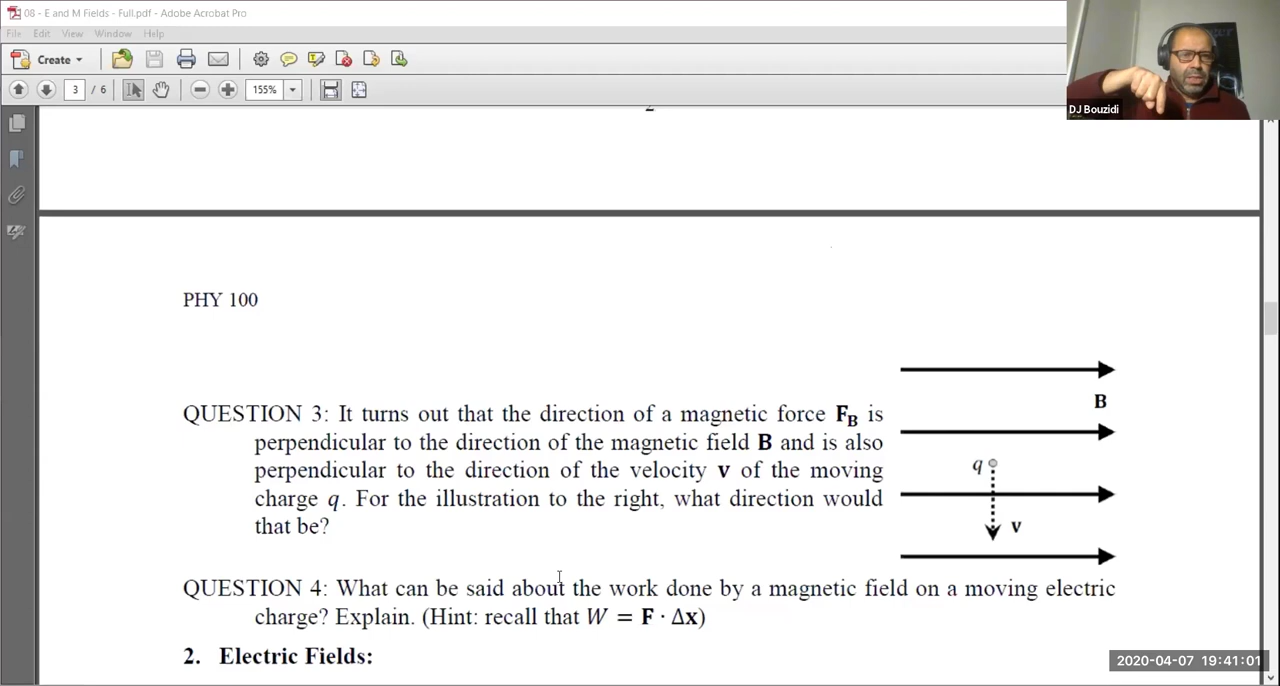 08 - E and M Fields - Full.pdf - Adobe Acrobat Pro
File Edit View Window Help
Create
3 / 6
155%
DJ Bouzidi
PHY 100
QUESTION 3: It turns out that the direction of a magnetic force F_B is
perpendicular to the direction of the magnetic field B and is also
perpendicular to the direction of the velocity v of the moving
charge q. For the illustration to the right, what direction would
that be?
B
q
v
QUESTION 4: What can be said about the work done by a magnetic field on a moving electric
charge? Explain. (Hint: recall that W = F · Δx)
2. Electric Fields:
2020-04-07 19:41:01